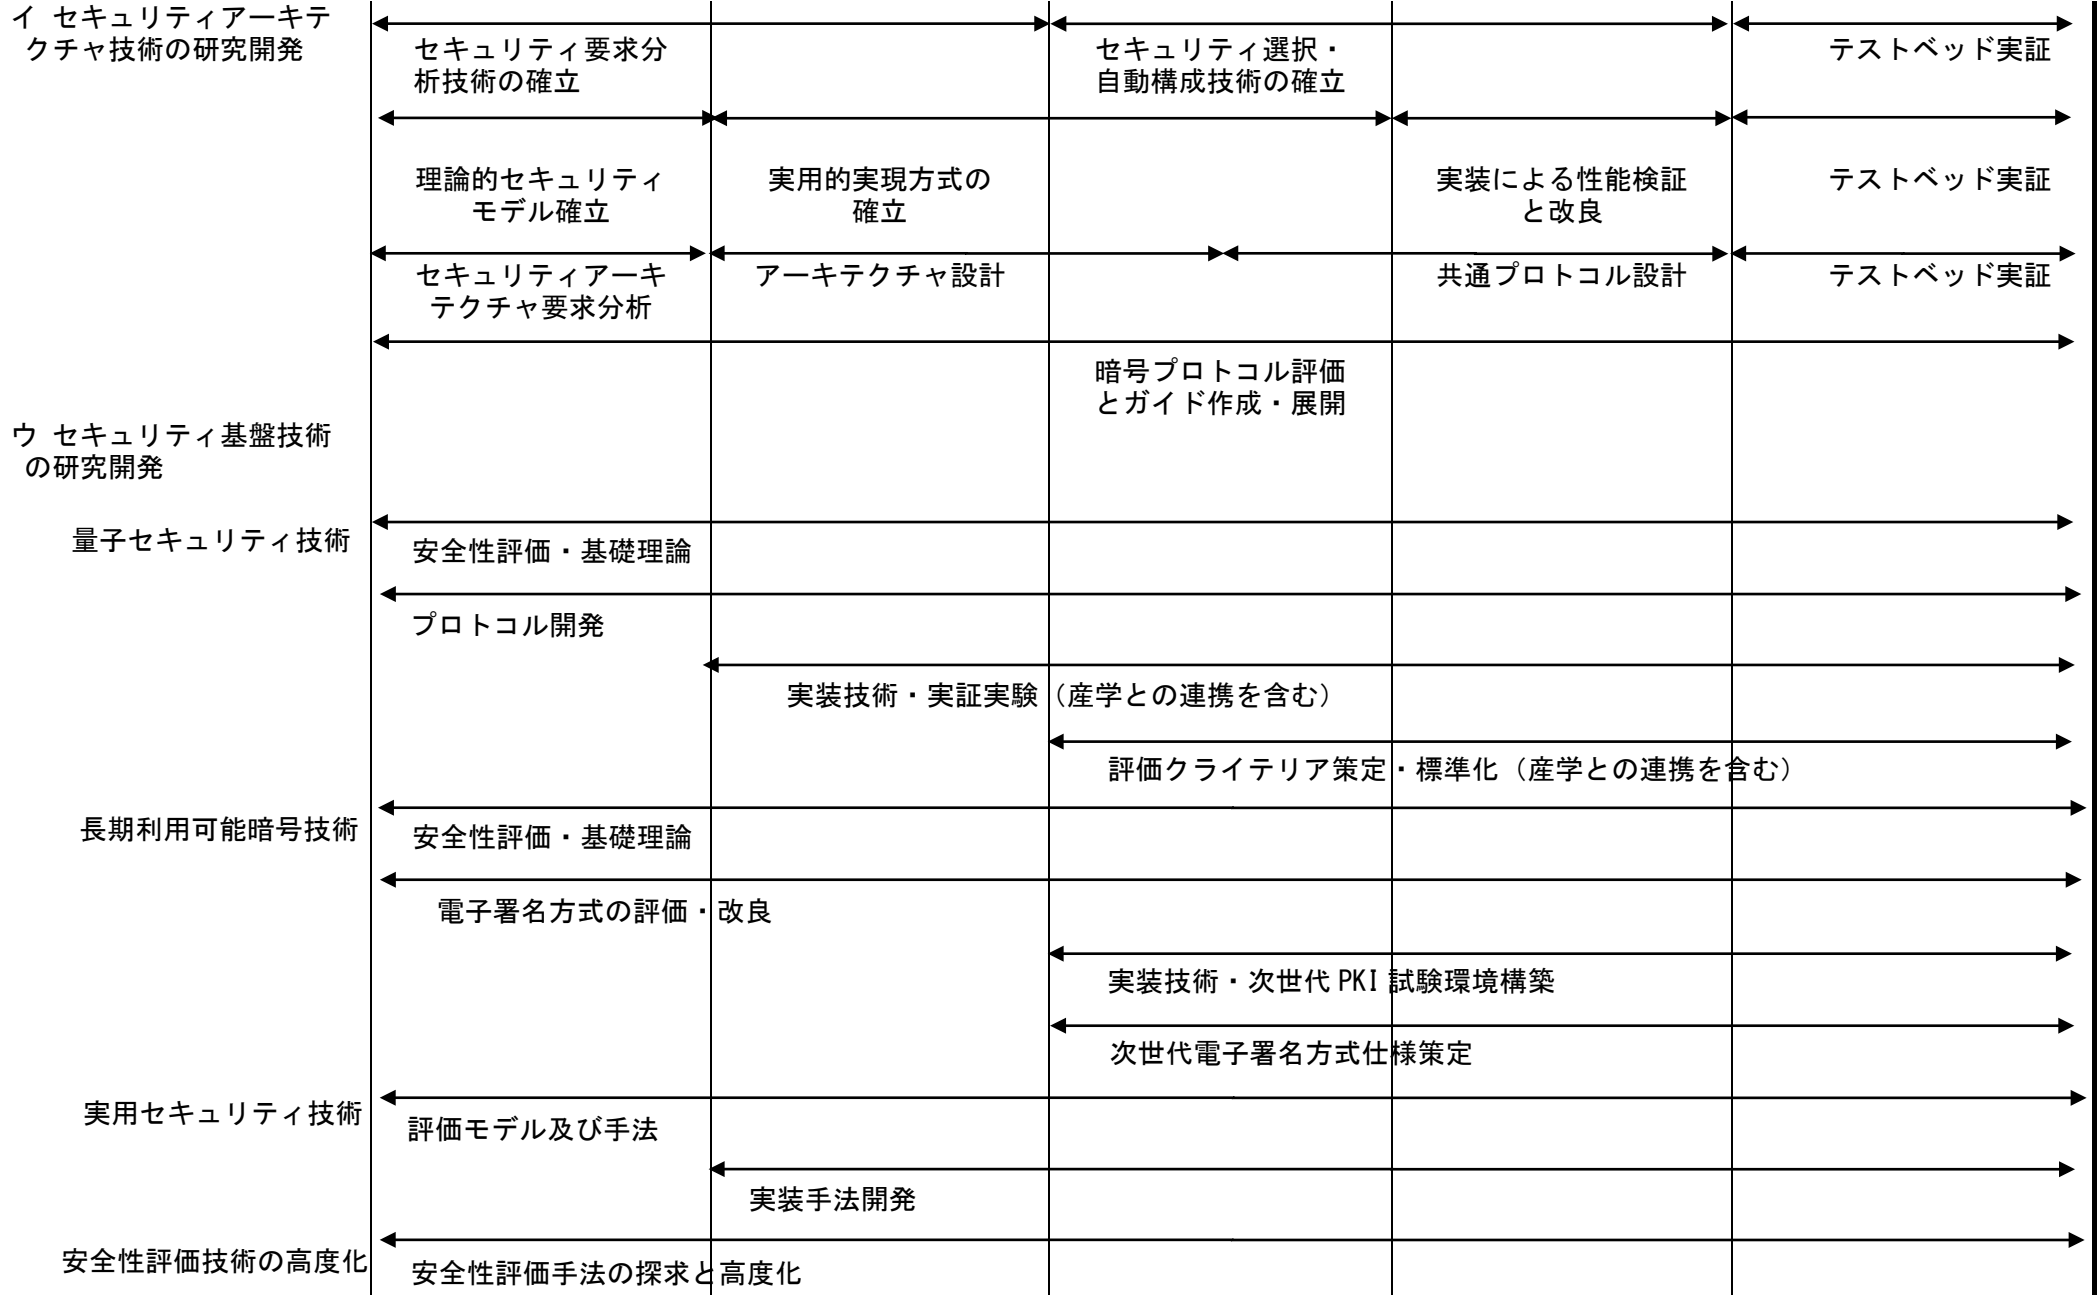 イ セキュリティアーキテ
クチャ技術の研究開発
セキュリティ要求分
析技術の確立
セキュリティ選択・
自動構成技術の確立
テストベッド実証
理論的セキュリティ
モデル確立
実用的実現方式の
確立
実装による性能検証
と改良
テストベッド実証
セキュリティアーキ
テクチャ要求分析
アーキテクチャ設計
共通プロトコル設計
テストベッド実証
暗号プロトコル評価
とガイド作成・展開
ウ セキュリティ基盤技術
の研究開発
量子セキュリティ技術
安全性評価・基礎理論
プロトコル開発
実装技術・実証実験（産学との連携を含む）
評価クライテリア策定・標準化（産学との連携を含む）
長期利用可能暗号技術
安全性評価・基礎理論
電子署名方式の評価・改良
実装技術・次世代 PKI 試験環境構築
次世代電子署名方式仕様策定
実用セキュリティ技術
評価モデル及び手法
実装手法開発
安全性評価技術の高度化
安全性評価手法の探求と高度化